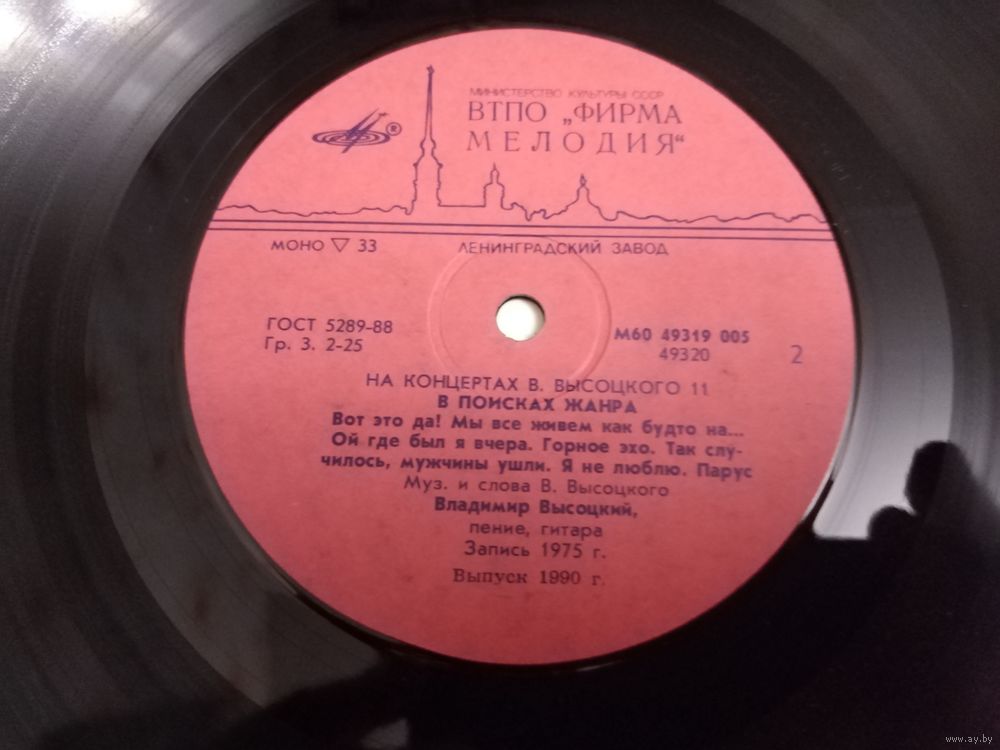 МИНИСТЕРСТВО КУЛЬТУРЫ СССР
ВТПО „ФИРМА
МЕЛОДИЯ“
®
МОНО ▽ 33
ЛЕНИНГРАДСКИЙ ЗАВОД
ГОСТ 5289-88
Гр. 3. 2-25
М60 49319 005
49320
2
НА КОНЦЕРТАХ В. ВЫСОЦКОГО 11
В ПОИСКАХ ЖАНРА
Вот это да! Мы все живем как будто на...
Ой где был я вчера. Горное эхо. Так слу-
чилось, мужчины ушли. Я не люблю. Парус
Муз. и слова В. Высоцкого
Владимир Высоцкий,
пение, гитара
Запись 1975 г.
Выпуск 1990 г.
www.ay.by